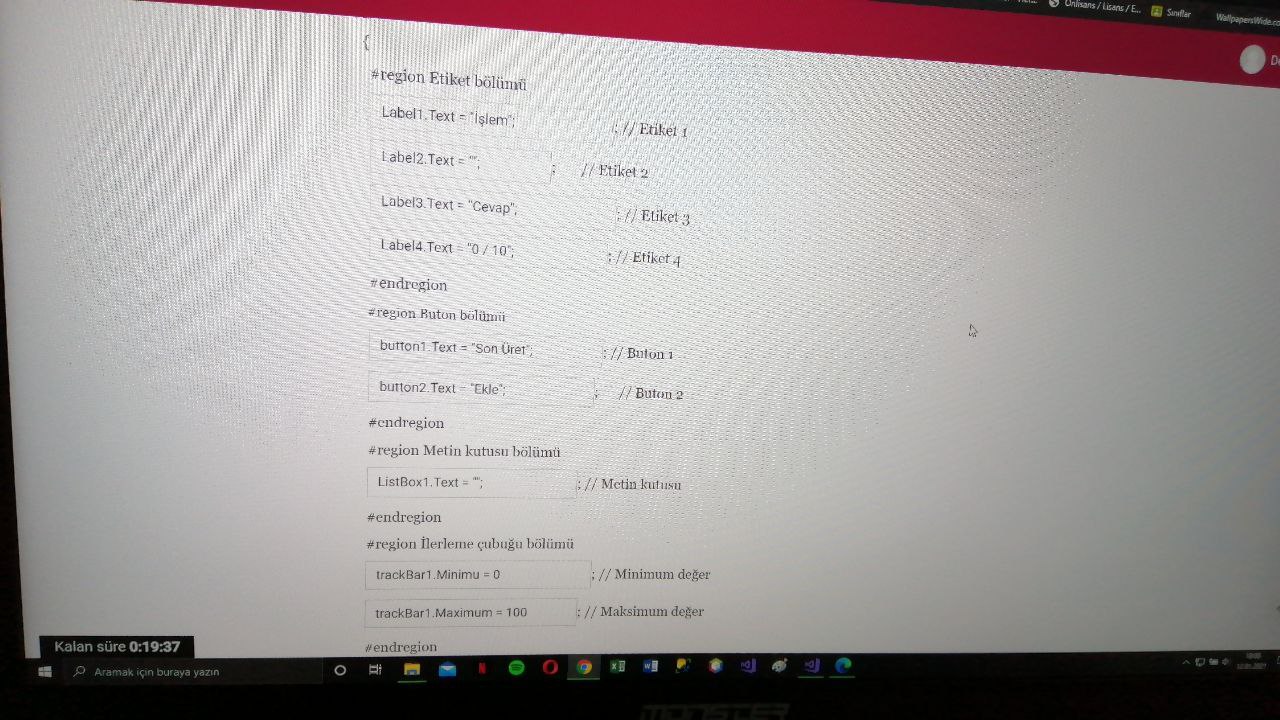 Önlisans / Lisans / E...
Sınıflar
WallpapersWide.co
{
#region Etiket bölümü
Label1.Text = "İşlem"; ; // Etiket 1
Label2.Text = ""; ; // Etiket 2
Label3.Text = "Cevap"; ; // Etiket 3
Label4.Text = "0 / 10"; ; // Etiket 4
#endregion
#region Buton bölümü
button1.Text = "Son Üret"; ; // Buton 1
button2.Text = "Ekle"; ; // Buton 2
#endregion
#region Metin kutusu bölümü
ListBox1.Text = ""; ; // Metin kutusu
#endregion
#region İlerleme çubuğu bölümü
trackBar1.Minimu = 0 ; // Minimum değer
trackBar1.Maximum = 100 ; // Maksimum değer
#endregion
Kalan süre 0:19:37
Aramak için buraya yazın